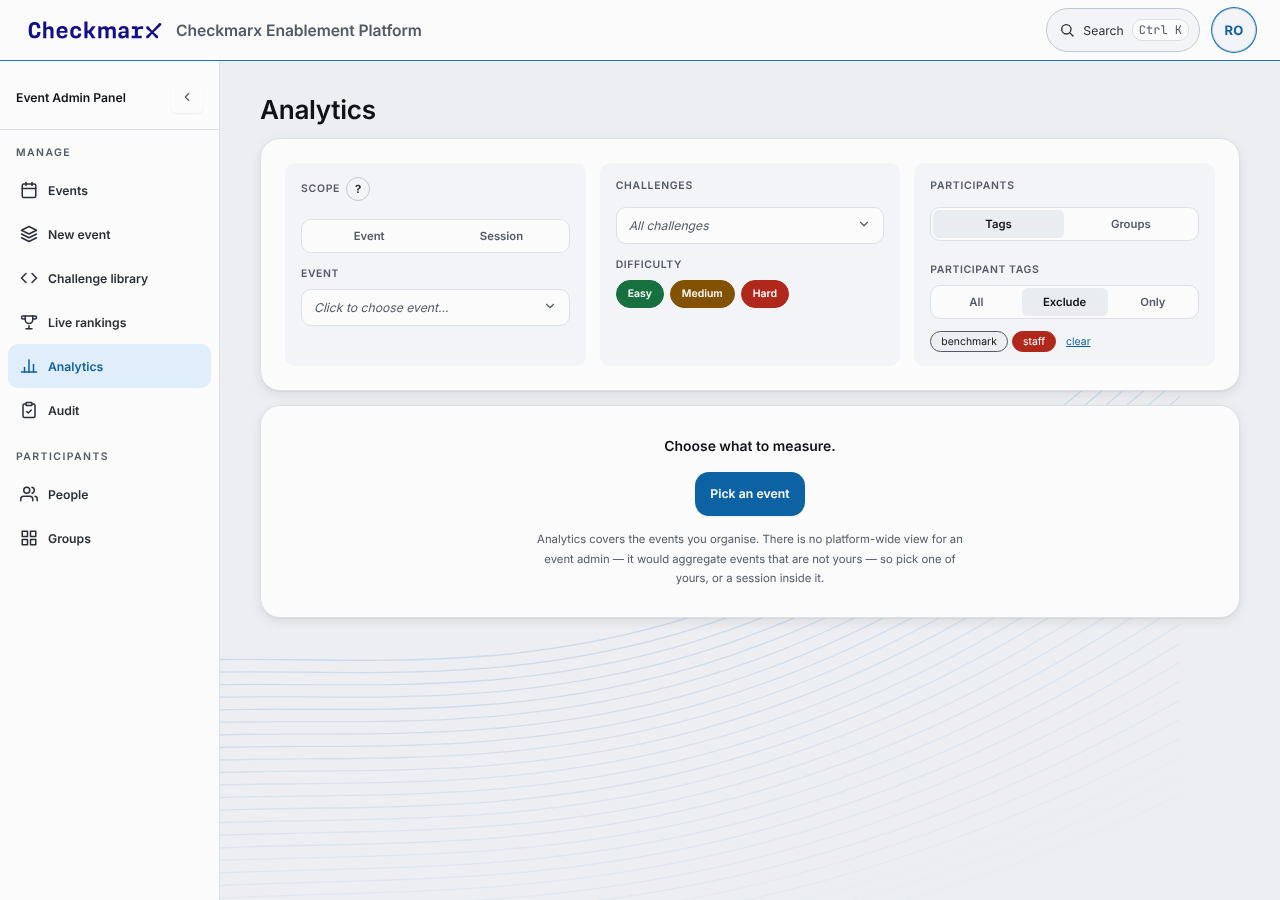 Checkmarx Checkmarx Enablement Platform Search Ctrl K RO
Event Admin Panel
MANAGE
Events
New event
Challenge library
Live rankings
Analytics
Audit
PARTICIPANTS
People
Groups
Analytics
SCOPE ?
Event Session
EVENT
Click to choose event...
CHALLENGES
All challenges
DIFFICULTY
Easy Medium Hard
PARTICIPANTS
Tags Groups
PARTICIPANT TAGS
All Exclude Only
benchmark staff clear
Choose what to measure.
Pick an event
Analytics covers the events you organise. There is no platform-wide view for an
event admin — it would aggregate events that are not yours — so pick one of
yours, or a session inside it.